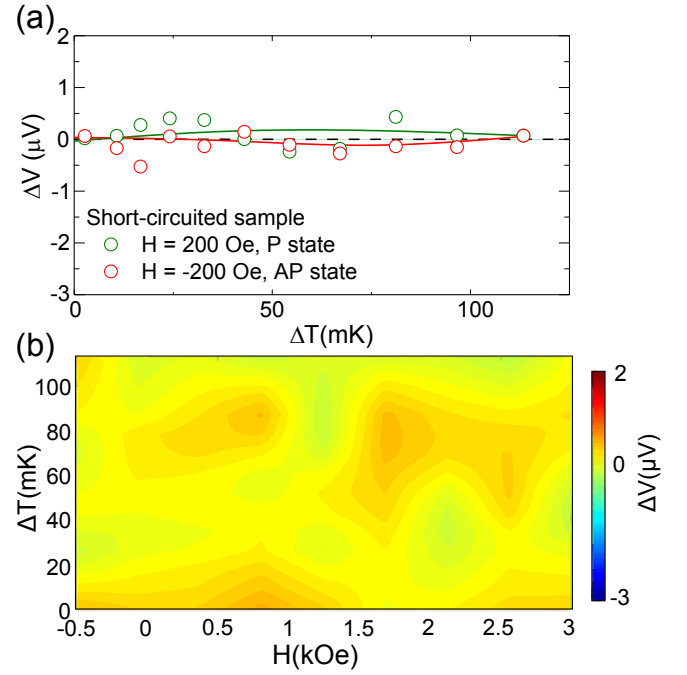 (a)
2
1
0
-1
-2
-3
ΔV (μV)
Short-circuited sample
H = 200 Oe, P state
H = -200 Oe, AP state
0 50 100
ΔT(mK)
(b)
100
80
60
40
20
0
ΔT(mK)
-0.5 0 0.5 1 1.5 2 2.5 3
H(kOe)
2
0
-3
ΔV(μV)